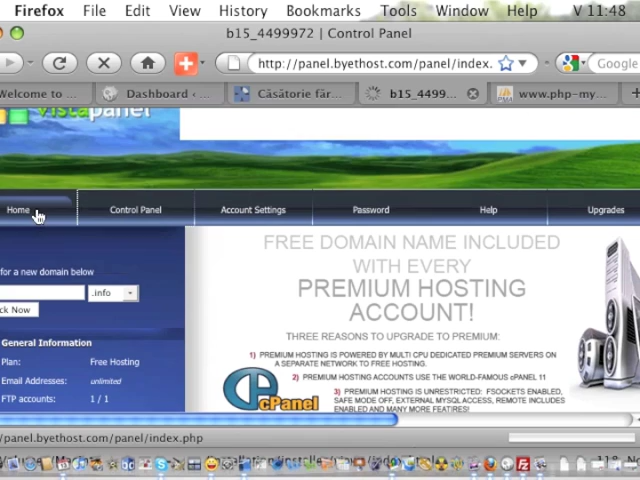 Firefox File Edit View History Bookmarks Tools Window Help V 11:48
b15_4499972 | Control Panel
http://panel.byethost.com/panel/index. Google
Welcome to ... Dashboard ‹ ... Căsătorie făr... b15_4499... www.php-my...
vistapanel
Home Control Panel Account Settings Password Help Upgrades
FREE DOMAIN NAME INCLUDED
WITH EVERY
PREMIUM HOSTING
ACCOUNT!
for a new domain below
.info
ck Now
THREE REASONS TO UPGRADE TO PREMIUM:
1) PREMIUM HOSTING IS POWERED BY MULTI CPU DEDICATED PREMIUM SERVERS ON
A SEPARATE NETWORK TO FREE HOSTING.
2) PREMIUM HOSTING ACCOUNTS USE THE WORLD-FAMOUS cPANEL 11
3) PREMIUM HOSTING IS UNRESTRICTED: FSOCKETS ENABLED,
SAFE MODE OFF, EXTERNAL MYSQL ACCESS, REMOTE INCLUDES
ENABLED AND MANY MORE FEATIRES!
cPanel
General Information
Plan: Free Hosting
Email Addresses: unlimited
FTP accounts: 1 / 1
/panel.byethost.com/panel/index.php